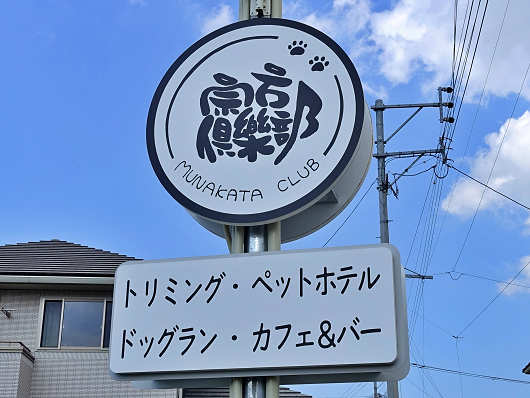 宗方
倶樂部
MUNAKATA CLUB
トリミング・ペットホテル
ドッグラン・カフェ&バー